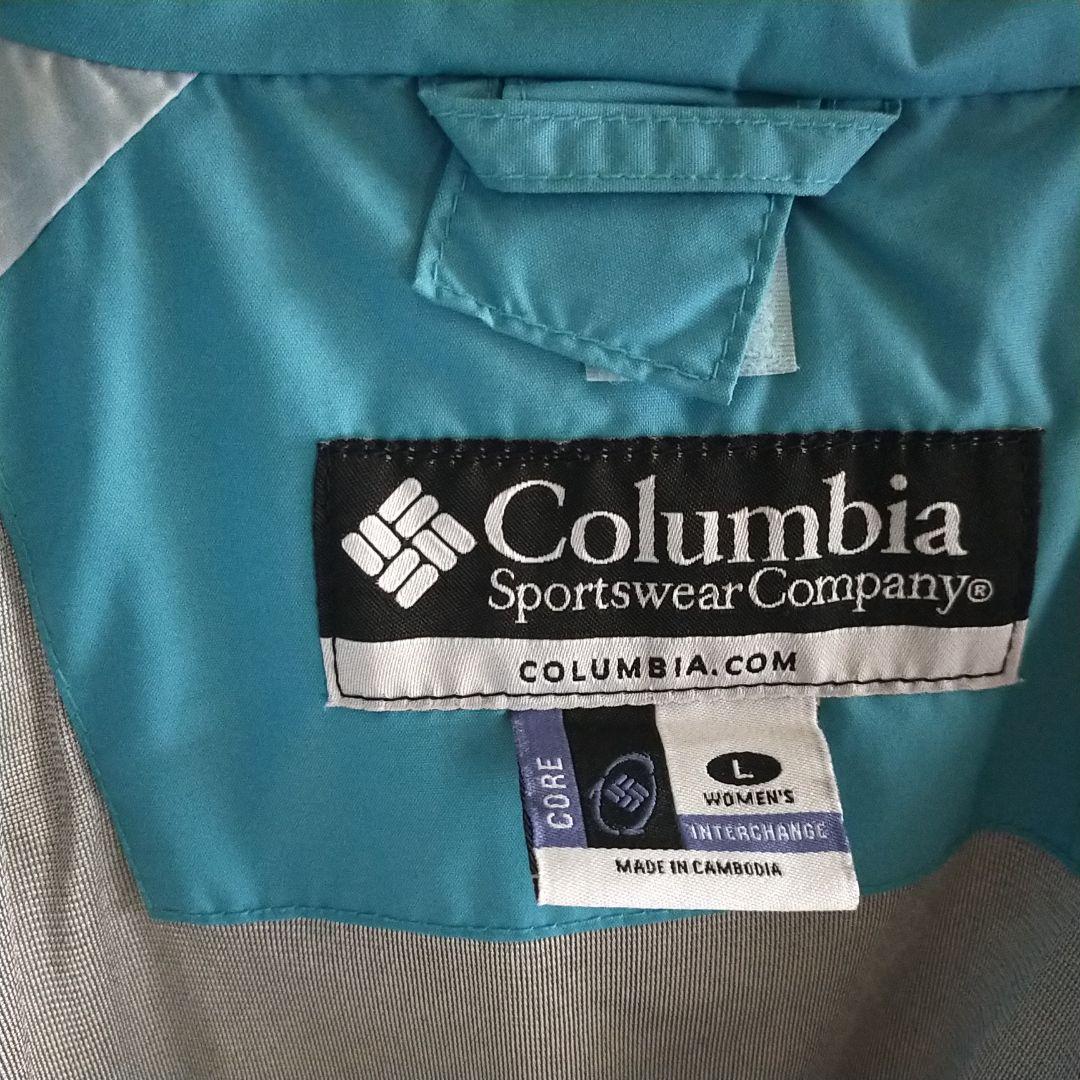 Columbia
Sportswear Company®
COLUMBIA.COM
CORE
L
WOMEN'S
INTERCHANGE
MADE IN CAMBODIA